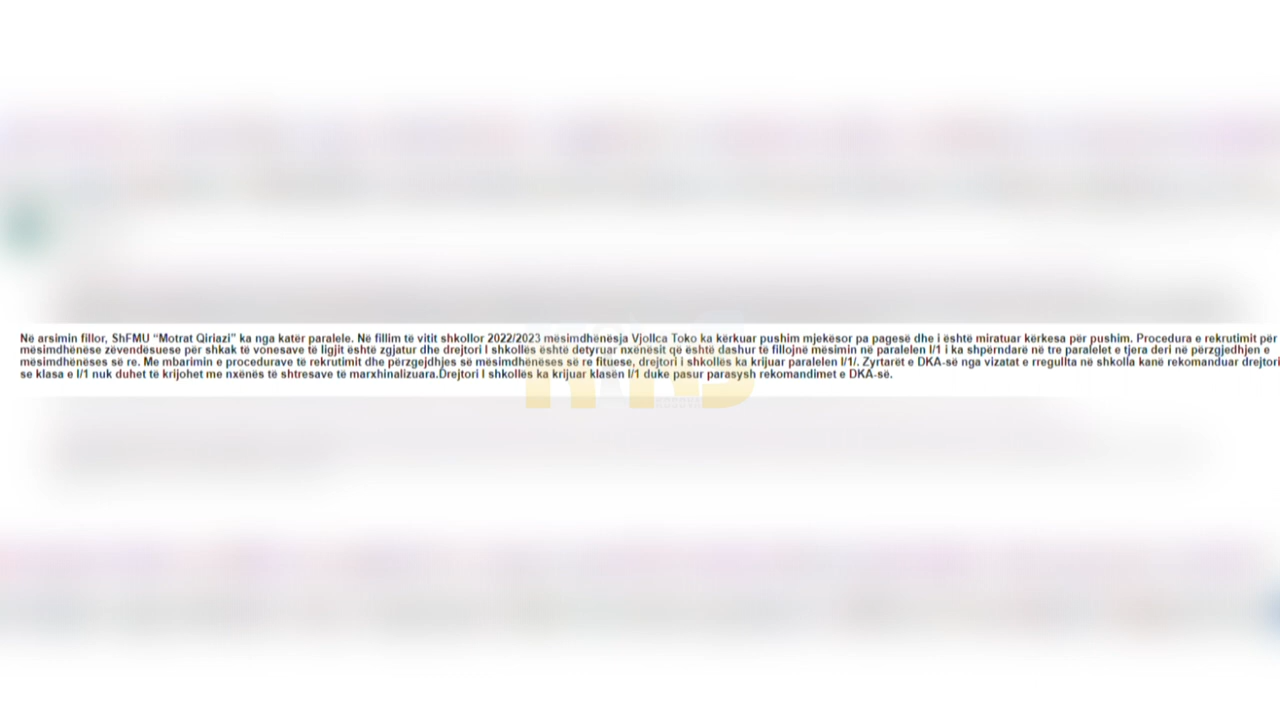 Në arsimin fillor, ShFMU "Motrat Qiriazi" ka nga katër paralele. Në fillim të vitit shkollor 2022/2023 mësimdhënësja Vjollca Toko ka kërkuar pushim mjekësor pa pagesë dhe i është miratuar kërkesa për pushim. Procedura e rekrutimit për
mësimdhënëse zëvendësuese për shkak të vonesave të ligjit është zgjatur dhe drejtori I shkollës është detyruar nxënësit që është dashur të fillojnë mësimin në paralelen I/1 i ka shpërndarë në tre paralelet e tjera deri në përzgjedhjen e
mësimdhënëses së re. Me mbarimin e procedurave të rekrutimit dhe përzgejdhjes së mësimdhënëses së re fituese, drejtori i shkollës ka krijuar paralelen I/1/. Zyrtarët e DKA-së nga vizatat e rregullta në shkolla kanë rekomanduar drejtori
se klasa e I/1 nuk duhet të krijohet me nxënës të shtresave të marxhinalizuara.Drejtori I shkollës ka krijuar klasën I/1 duke pasur parasysh rekomandimet e DKA-së.